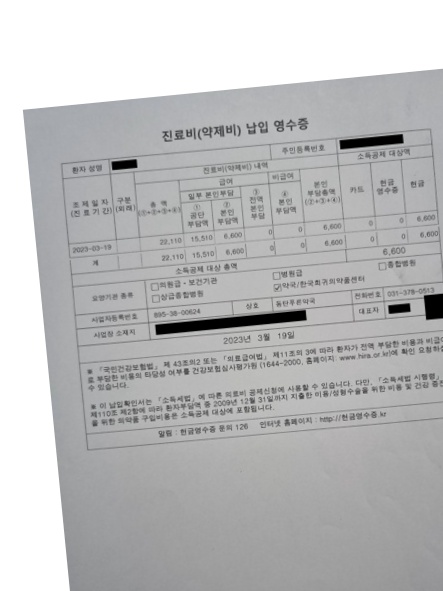 진료비(약제비) 납입 영수증
환자 성명 주민등록번호
진료비(약제비) 내역 소득공제 대상액
조제일자 (진료기간) 구분 (외래) 총 액 (①+②+③+④) 급여 비급여 본인 부담총액 (②+③+④) 카드 현금 영수증 현금
일부 본인부담 ③ 전액 본인 부담 ④ 본인 부담액
① 공단 부담액 ② 본인 부담액
2023-03-19 22,110 15,510 6,600 0 0 6,600 0 0 6,600
계 22,110 15,510 6,600 0 0 6,600 0 0 6,600
소득공제 대상 총액 6,600
요양기관 종류 □의원급·보건기관 □병원급 □종합병원
□상급종합병원 ☑약국/한국희귀의약품센터
사업자등록번호 895-38-00624 상호 동탄푸른약국 전화번호 031-378-0513
사업장 소재지 대표자
2023년 3월 19일
※ 「국민건강보험법」 제 43조의2 또는 「의료급여법」 제11조의 3에 따라 환자가 전액 부담한 비용과 비급
로 부담한 비용의 타당성 여부를 건강보험심사평가원 (1644-2000, 홈페이지: www.hira.or.kr)에 확인 요청하
수 있습니다.
※ 이 납입확인서는 「소득세법」에 따른 의료비 공제신청에 사용할 수 있습니다. 다만, 「소득세법 시행령」
제110조 제2항에 따라 환자부담액 중 2009년 12월 31일까지 지출한 미용/성형수술을 위한 비용 및 건강 증진
을 위한 의약품 구입비용은 소득공제 대상에 포함됩니다.
알림 : 현금영수증 문의 126 인터넷 홈페이지 : http://현금영수증.kr